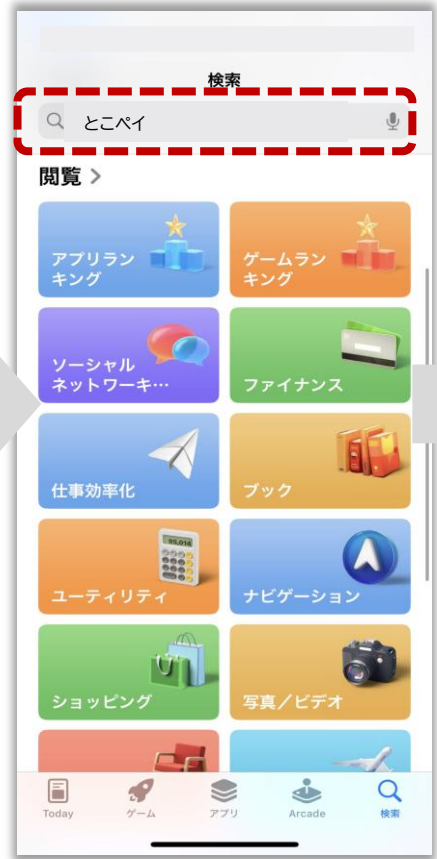 検索
とこペイ
閲覧 >
アプリラン
キング
ゲームラン
キング
ソーシャル
ネットワーキ…
ファイナンス
仕事効率化
ブック
85,014
ユーティリティ
ナビゲーション
ショッピング
写真/ビデオ
Today
ゲーム
アプリ
Arcade
検索